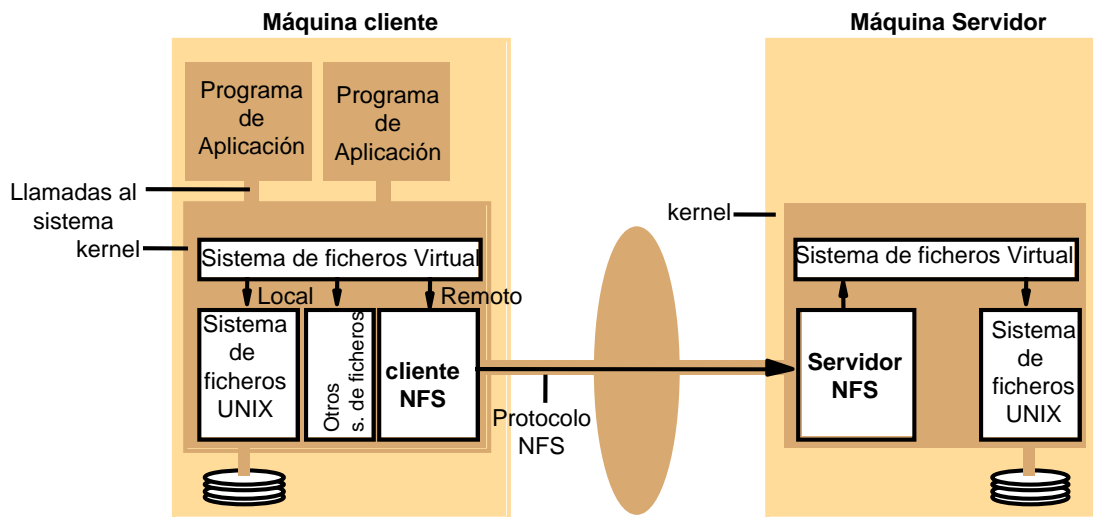 Máquina cliente
Máquina Servidor
Programa
de
Aplicación
Programa
de
Aplicación
Llamadas al
sistema
kernel
kernel
Sistema de ficheros Virtual
Sistema de ficheros Virtual
Local
Remoto
Sistema
de
ficheros
UNIX
Otros
s. de ficheros
cliente
NFS
Protocolo
NFS
Servidor
NFS
Sistema
de
ficheros
UNIX